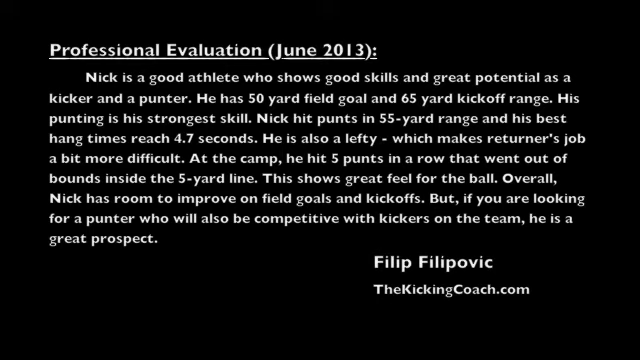 Professional Evaluation (June 2013):
Nick is a good athlete who shows good skills and great potential as a
kicker and a punter. He has 50 yard field goal and 65 yard kickoff range. His
punting is his strongest skill. Nick hit punts in 55-yard range and his best
hang times reach 4.7 seconds. He is also a lefty - which makes returner's job
a bit more difficult. At the camp, he hit 5 punts in a row that went out of
bounds inside the 5-yard line. This shows great feel for the ball. Overall,
Nick has room to improve on field goals and kickoffs. But, if you are looking
for a punter who will also be competitive with kickers on the team, he is a
great prospect.
Filip Filipovic
TheKickingCoach.com